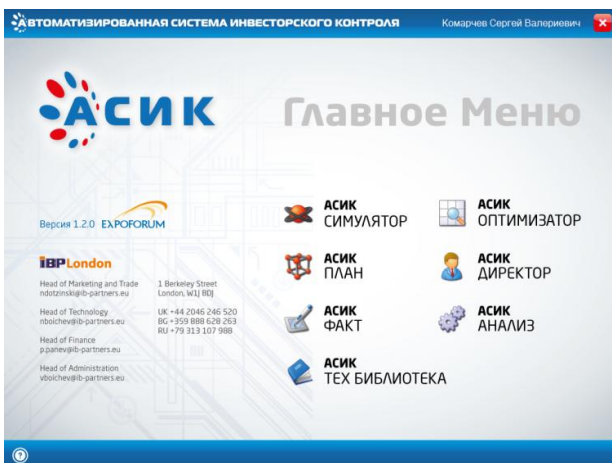 АВТОМАТИЗИРОВАННАЯ СИСТЕМА ИНВЕСТОРСКОГО КОНТРОЛЯ
Комарчев Сергей Валериевич
АСИК
Главное Меню
Версия 1.2.0 EXPOFORUM
IBP London
Head of Marketing and Trade
ndotzinski@ib-partners.eu
Head of Technology
nboichev@ib-partners.eu
Head of Finance
p.panev@ib-partners.eu
Head of Administration
vboichev@ib-partners.eu
1 Berkeley Street
London, W1J 8DJ
UK +44 2046 246 520
BG +359 888 628 263
RU +79 313 107 988
АСИК
СИМУЛЯТОР
АСИК
ОПТИМИЗАТОР
АСИК
ПЛАН
АСИК
ДИРЕКТОР
АСИК
ФАКТ
АСИК
АНАЛИЗ
АСИК
ТЕХ БИБЛИОТЕКА